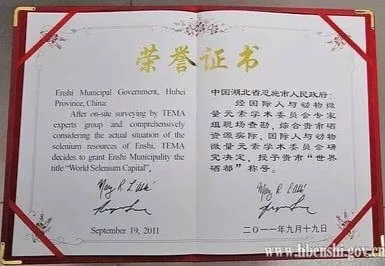 荣誉证书
Enshi Municipal Government, Hubei
Province, China:
After on-site surveying by TEMA
experts group and comprehensively
considering the actual situation of the
selenium resources of Enshi, TEMA
decides to grant Enshi Municipality the
title “World Selenium Capital”,
September 19, 2011
中国湖北省恩施市人民政府:
经国际人与动物微
量元素学术委员会专家
组现场查勘,综合贵市硒
资源实际,国际人与动物
微量元素学术委员会研
究决定,授予贵市“世界
硒都”称号。
二〇一一年九月十九日
www.hbenshi.gov.cn